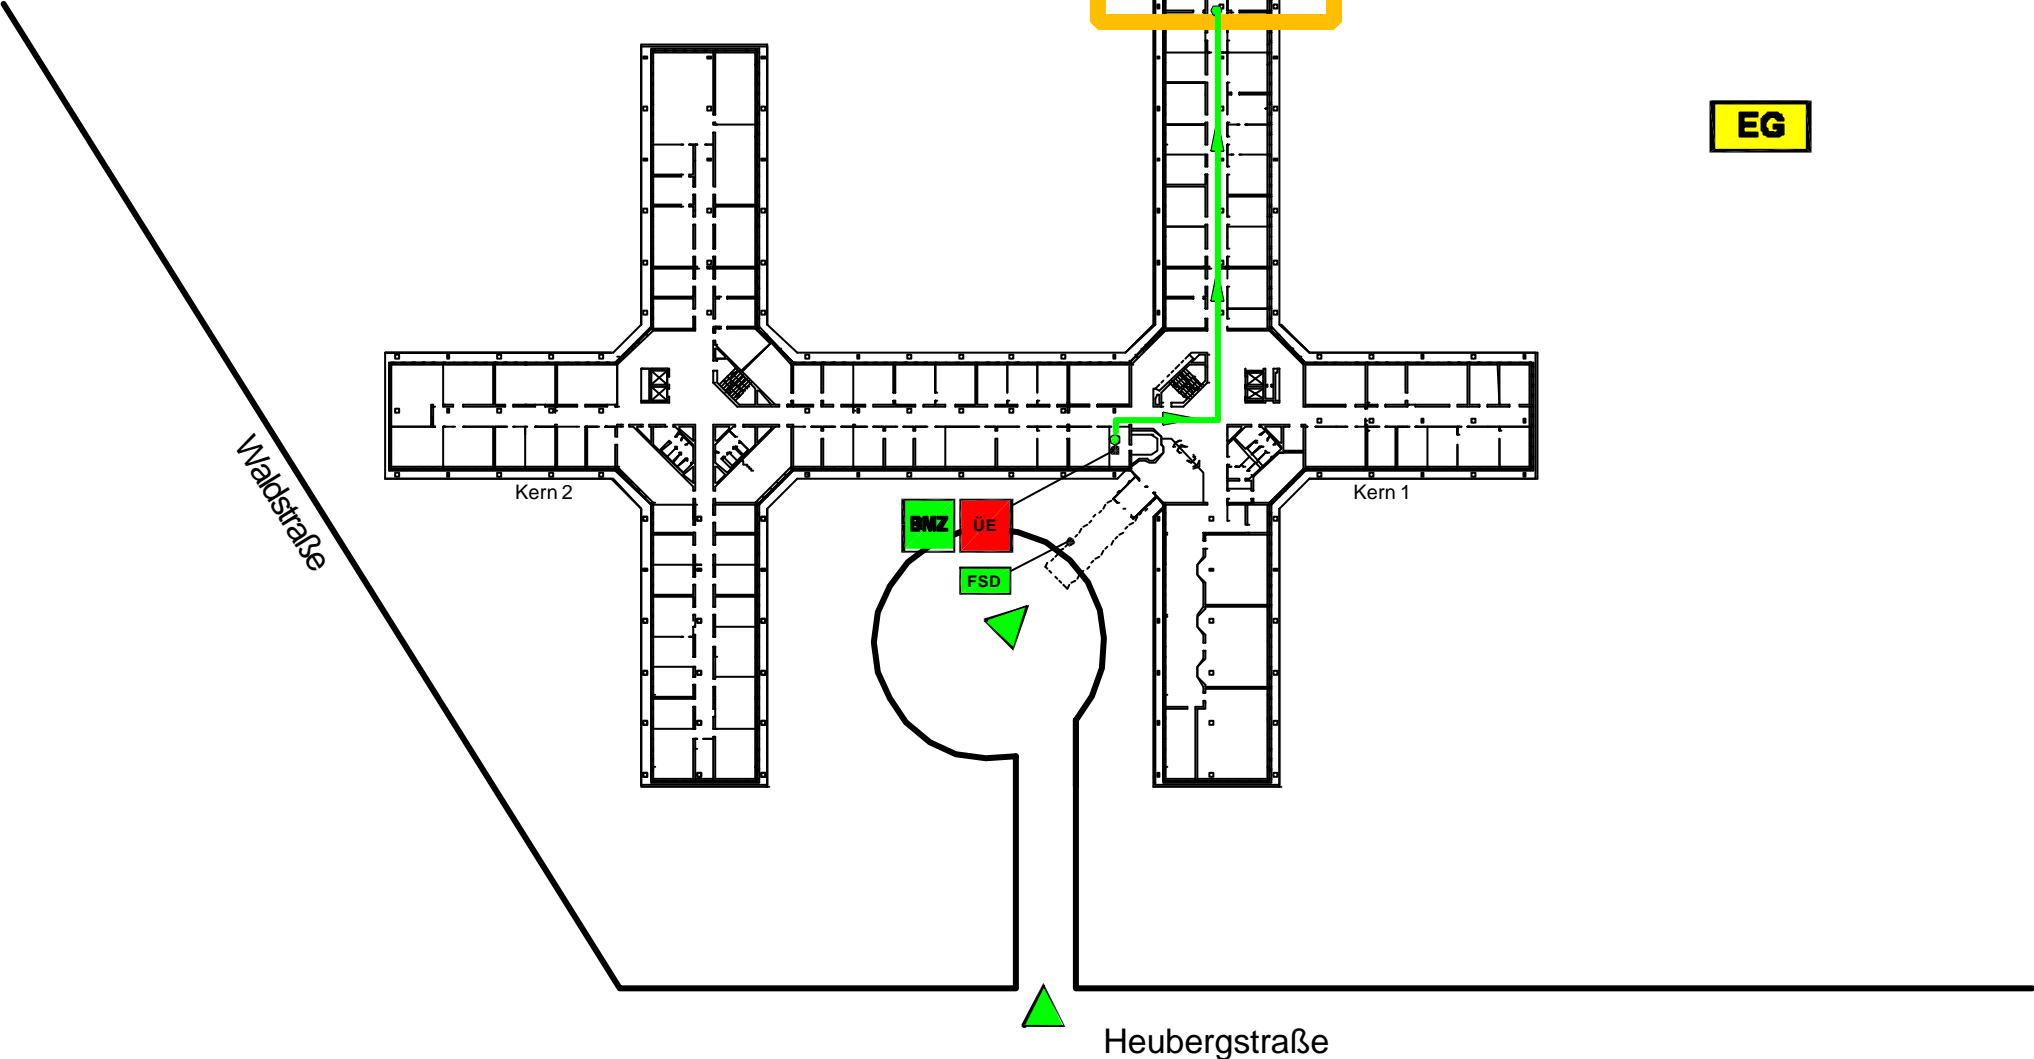 EG
Waldstraße
Kern 2
Kern 1
BMZ
ÜE
FSD
Heubergstraße